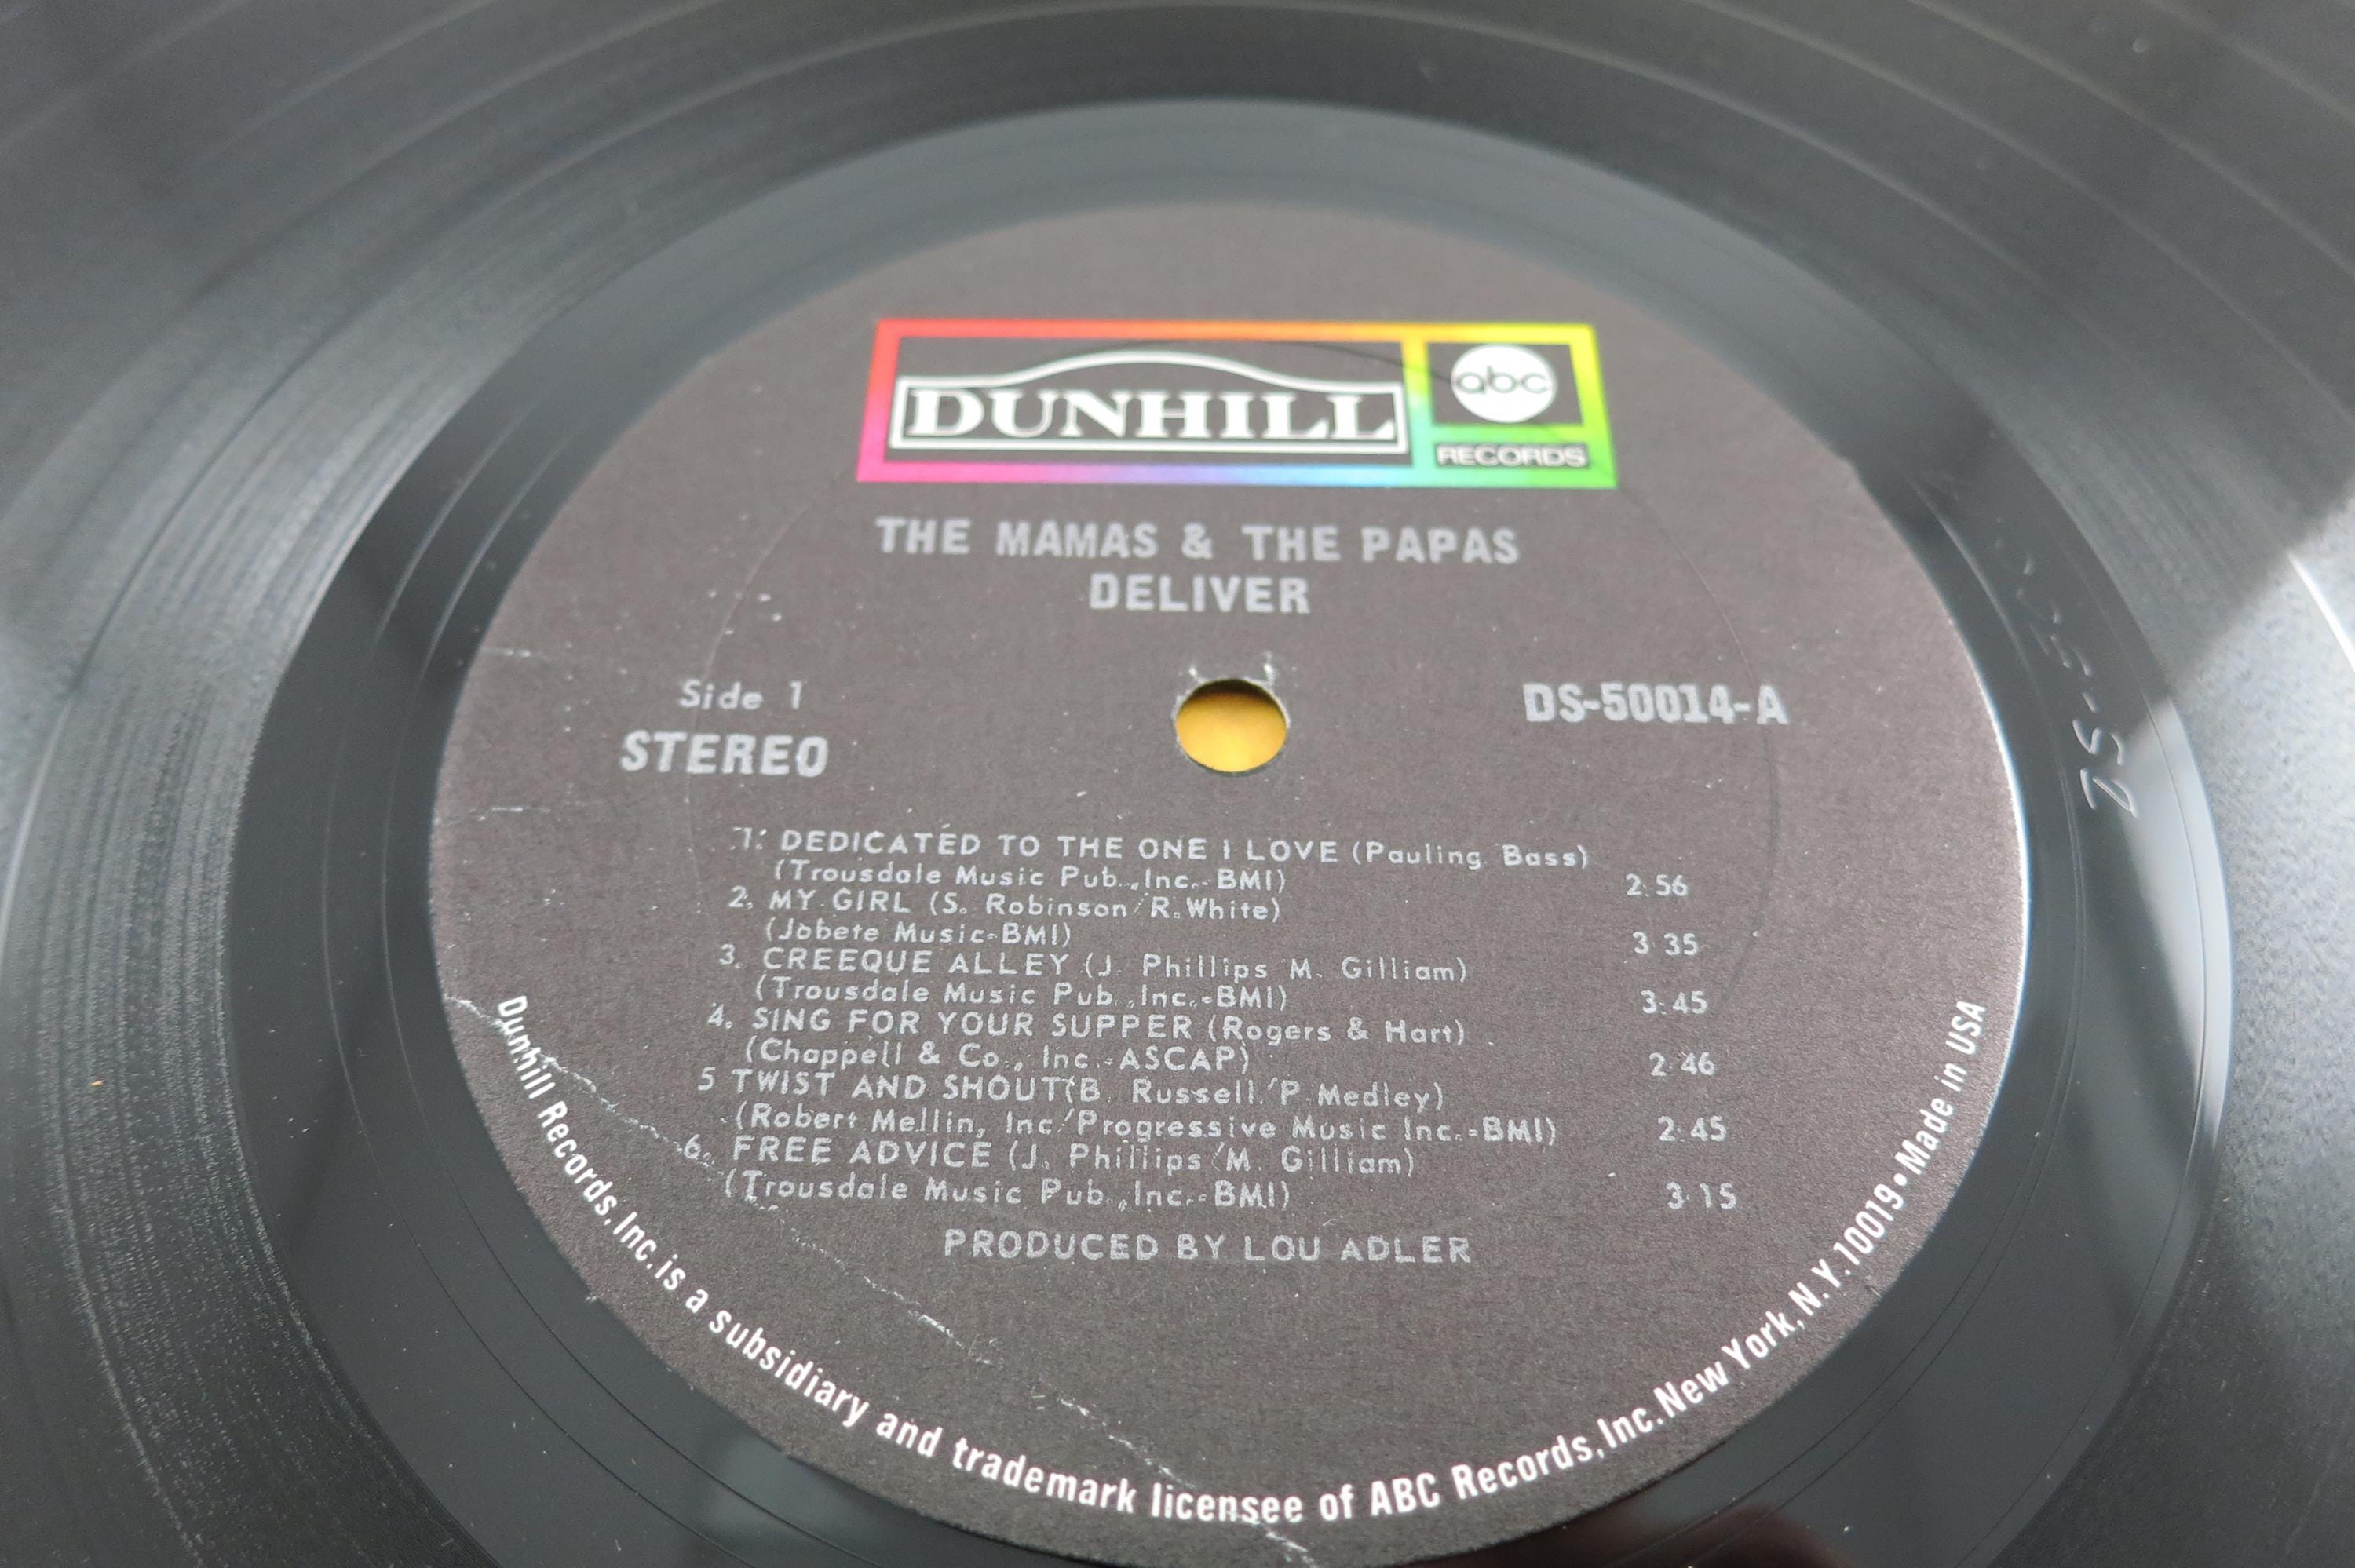 DUNHILL
abc
RECORDS
THE MAMAS & THE PAPAS
DELIVER
Side 1
STEREO
DS-50014-A
1. DEDICATED TO THE ONE I LOVE (Pauling Bass)
(Trousdale Music Pub., Inc.-BMI) 2:56
2. MY GIRL (S. Robinson/R. White)
(Jobete Music-BMI) 3:35
3. CREEQUE ALLEY (J. Phillips M. Gilliam)
(Trousdale Music Pub., Inc.-BMI) 3:45
4. SING FOR YOUR SUPPER (Rogers & Hart)
(Chappell & Co., Inc.-ASCAP) 2:46
5 TWIST AND SHOUT(B. Russell/P. Medley)
(Robert Mellin, Inc/Progressive Music Inc.-BMI) 2:45
6. FREE ADVICE (J. Phillips/M. Gilliam)
(Trousdale Music Pub., Inc.-BMI) 3:15
PRODUCED BY LOU ADLER
Dunhill Records, Inc. is a subsidiary and trademark licensee of ABC Records, Inc. New York, N.Y. 10019 • Made in USA